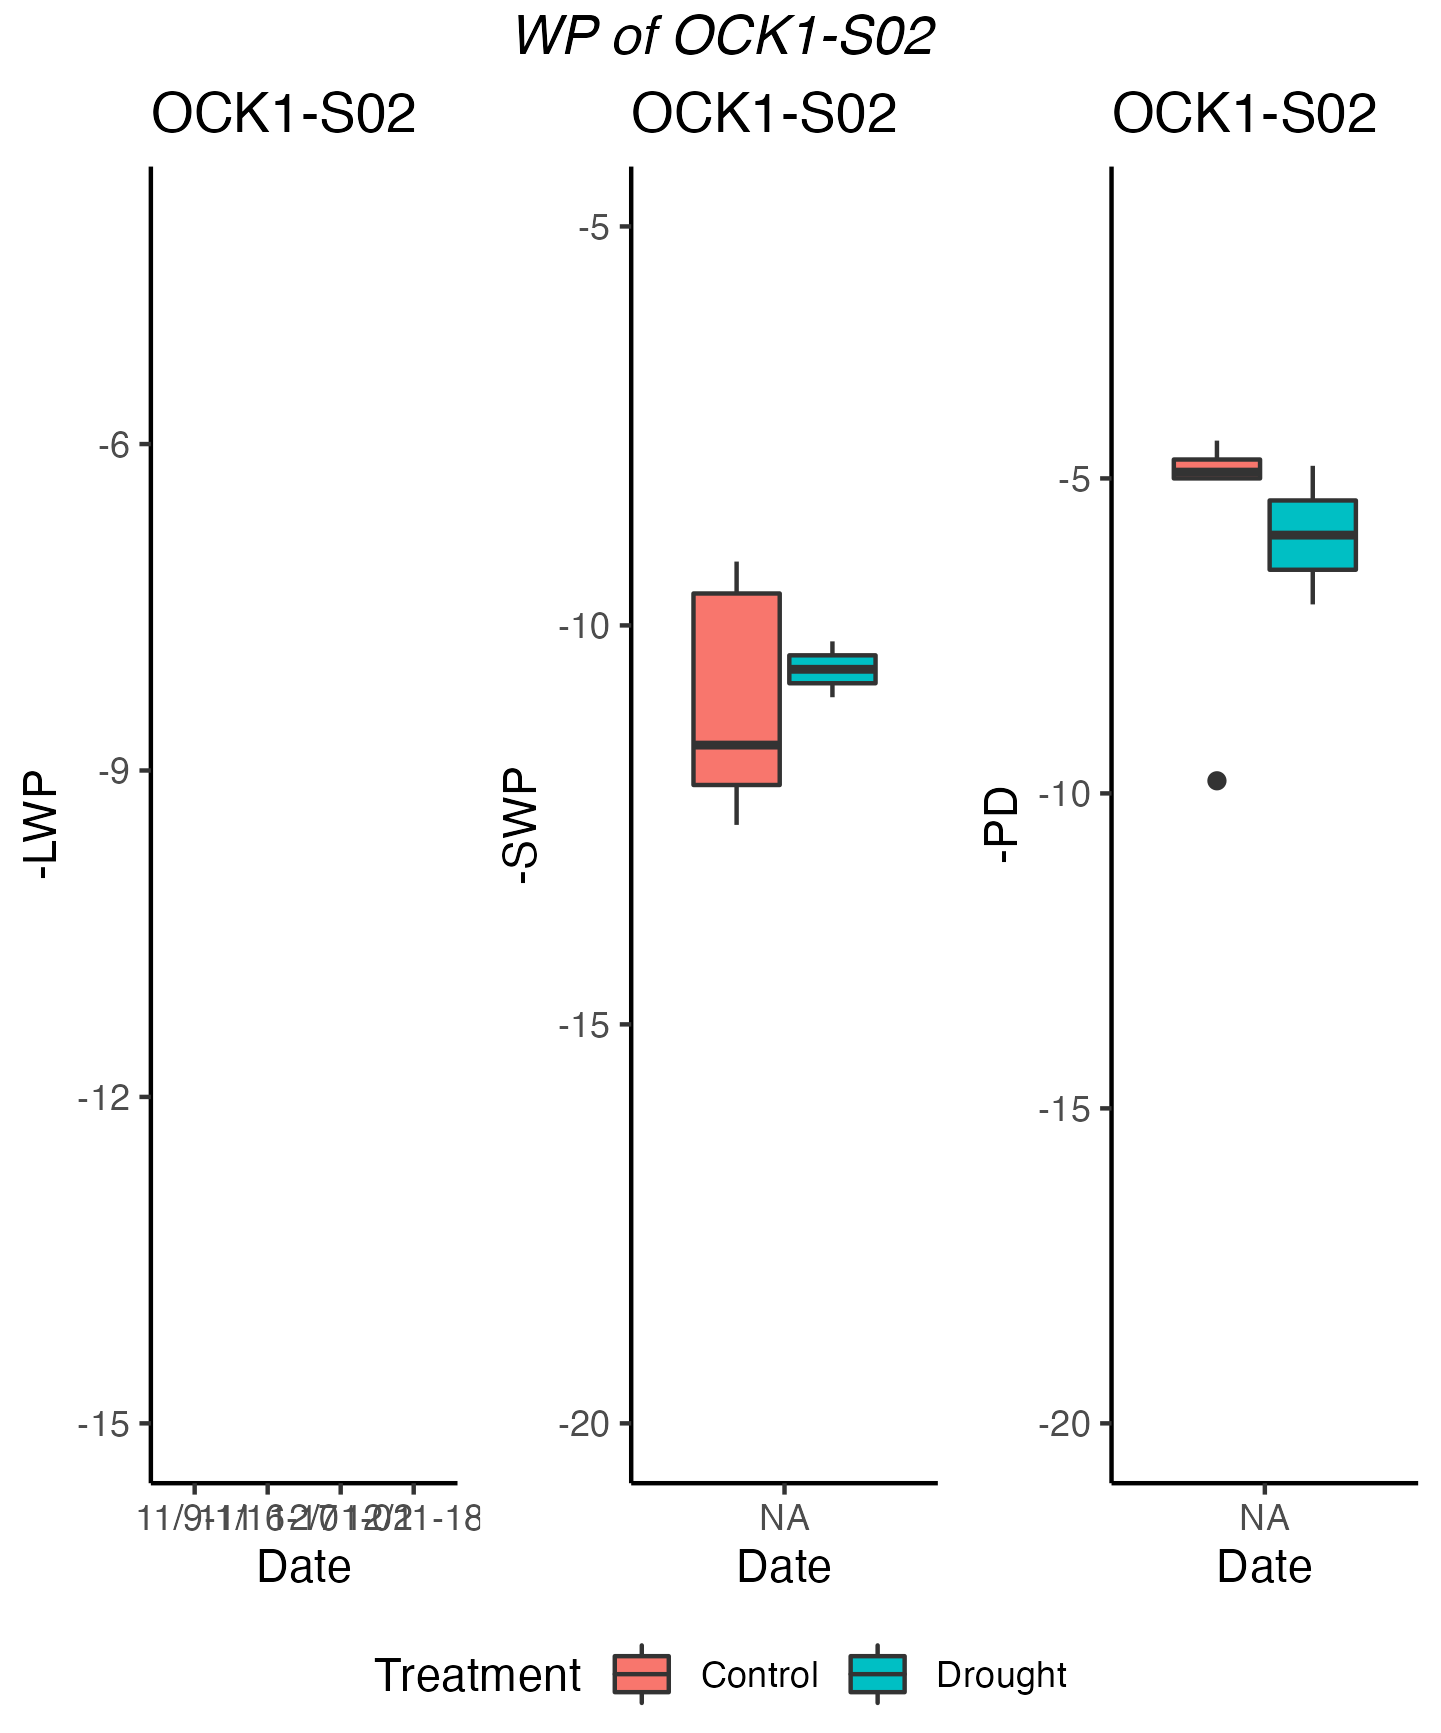 WP of OCK1-S02
OCK1-S02
-LWP
-6
-9
-12
-15
Date
OCK1-S02
-SWP
-5
-10
-15
-20
NA
Date
OCK1-S02
-PD
-5
-10
-15
-20
NA
Date
Treatment Control Drought